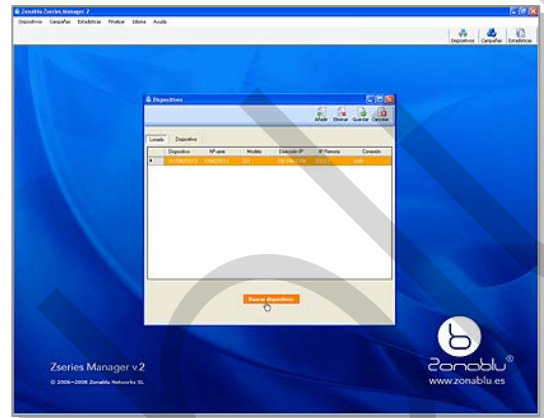 Zonablu Zseries Manager 2
Dispositivos Campañas Estadísticas Finalizar Idioma Ayuda
Dispositivos Campañas Estadísticas
Dispositivos
Añadir Eliminar Guardar Cancelar
Listado Dispositivo
Dispositivo Nº serie Modelo Dirección IP IP Remota Conexión
Buscar dispositivos
Zonablu®
Zseries Manager v.2
www.zonablu.es
© 2006-2008 Zonablu Networks SL